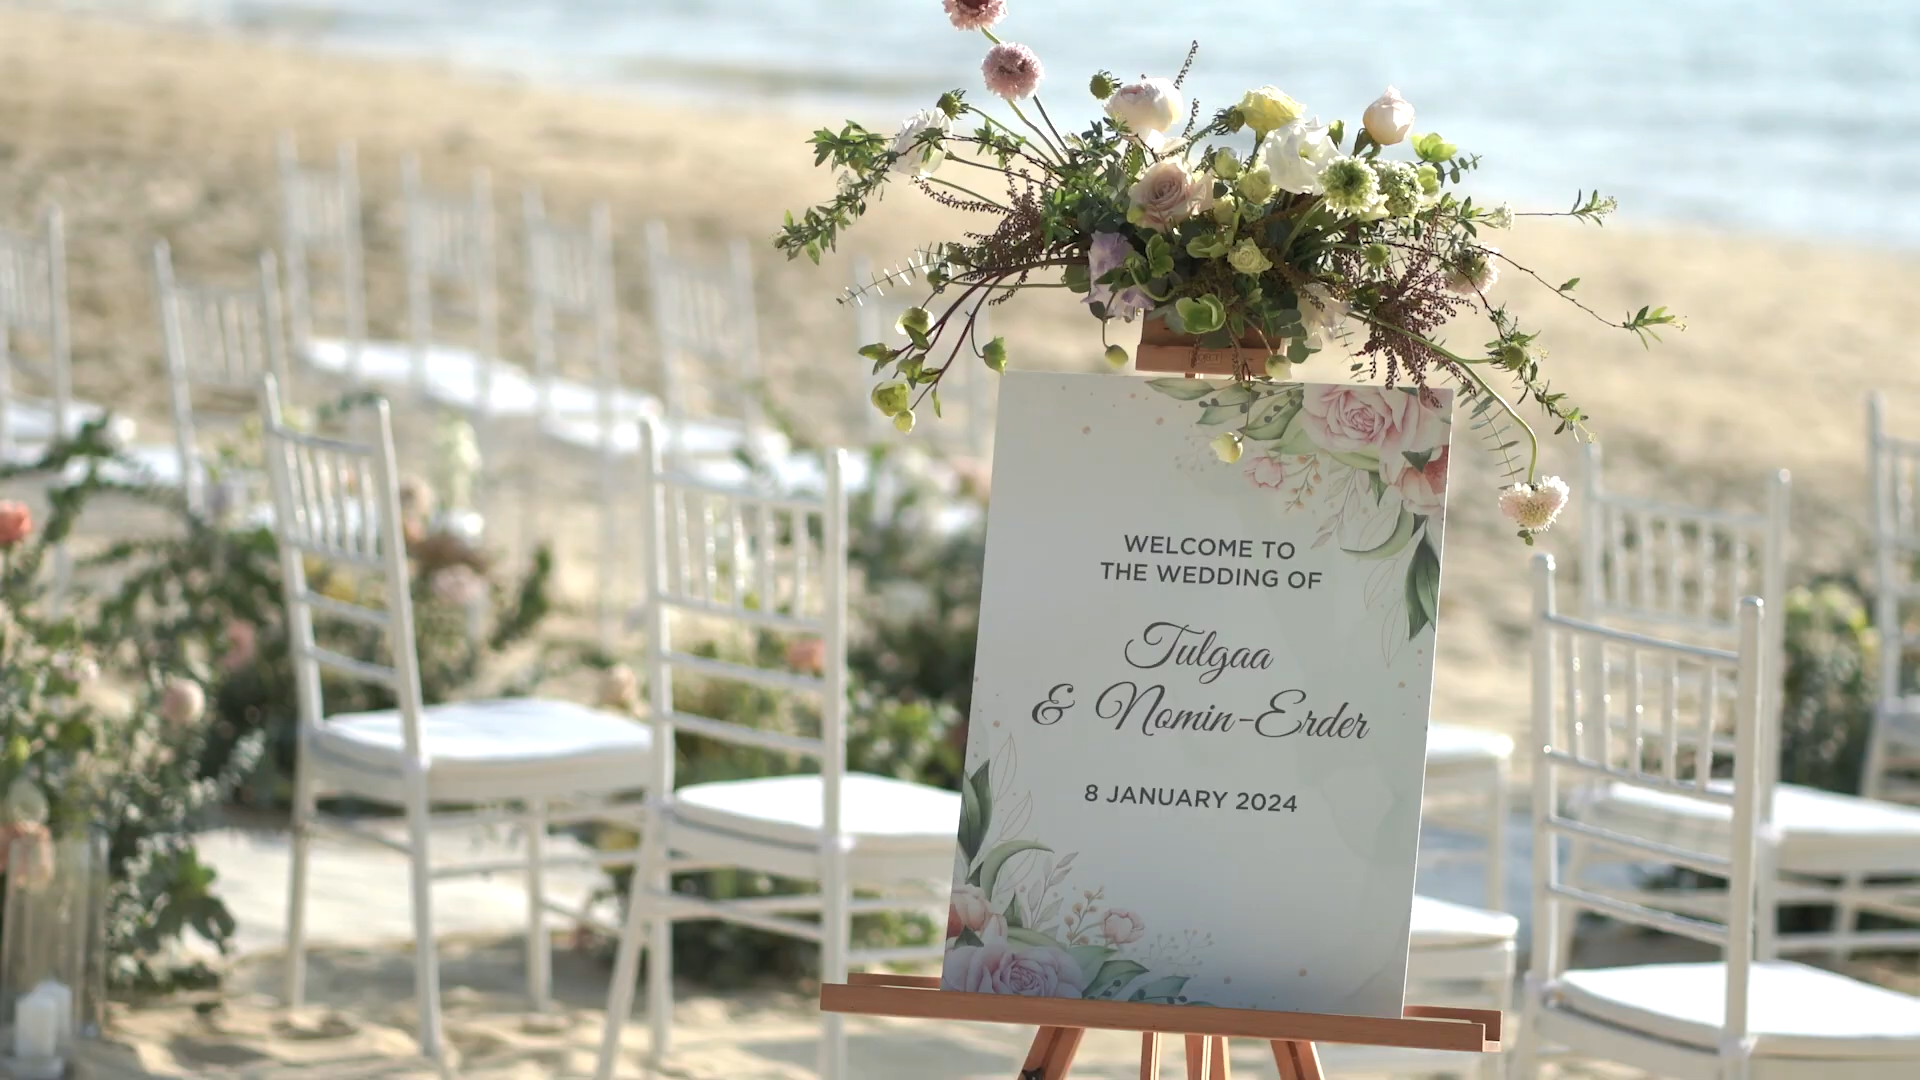 WELCOME TO
THE WEDDING OF
Tulgaa
& Nomin-Erder
8 JANUARY 2024